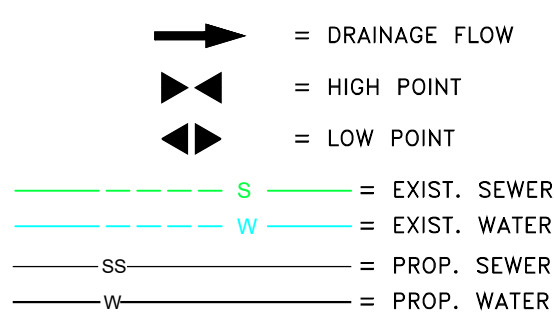 = DRAINAGE FLOW
= HIGH POINT
= LOW POINT
S = EXIST. SEWER
W = EXIST. WATER
SS = PROP. SEWER
W = PROP. WATER